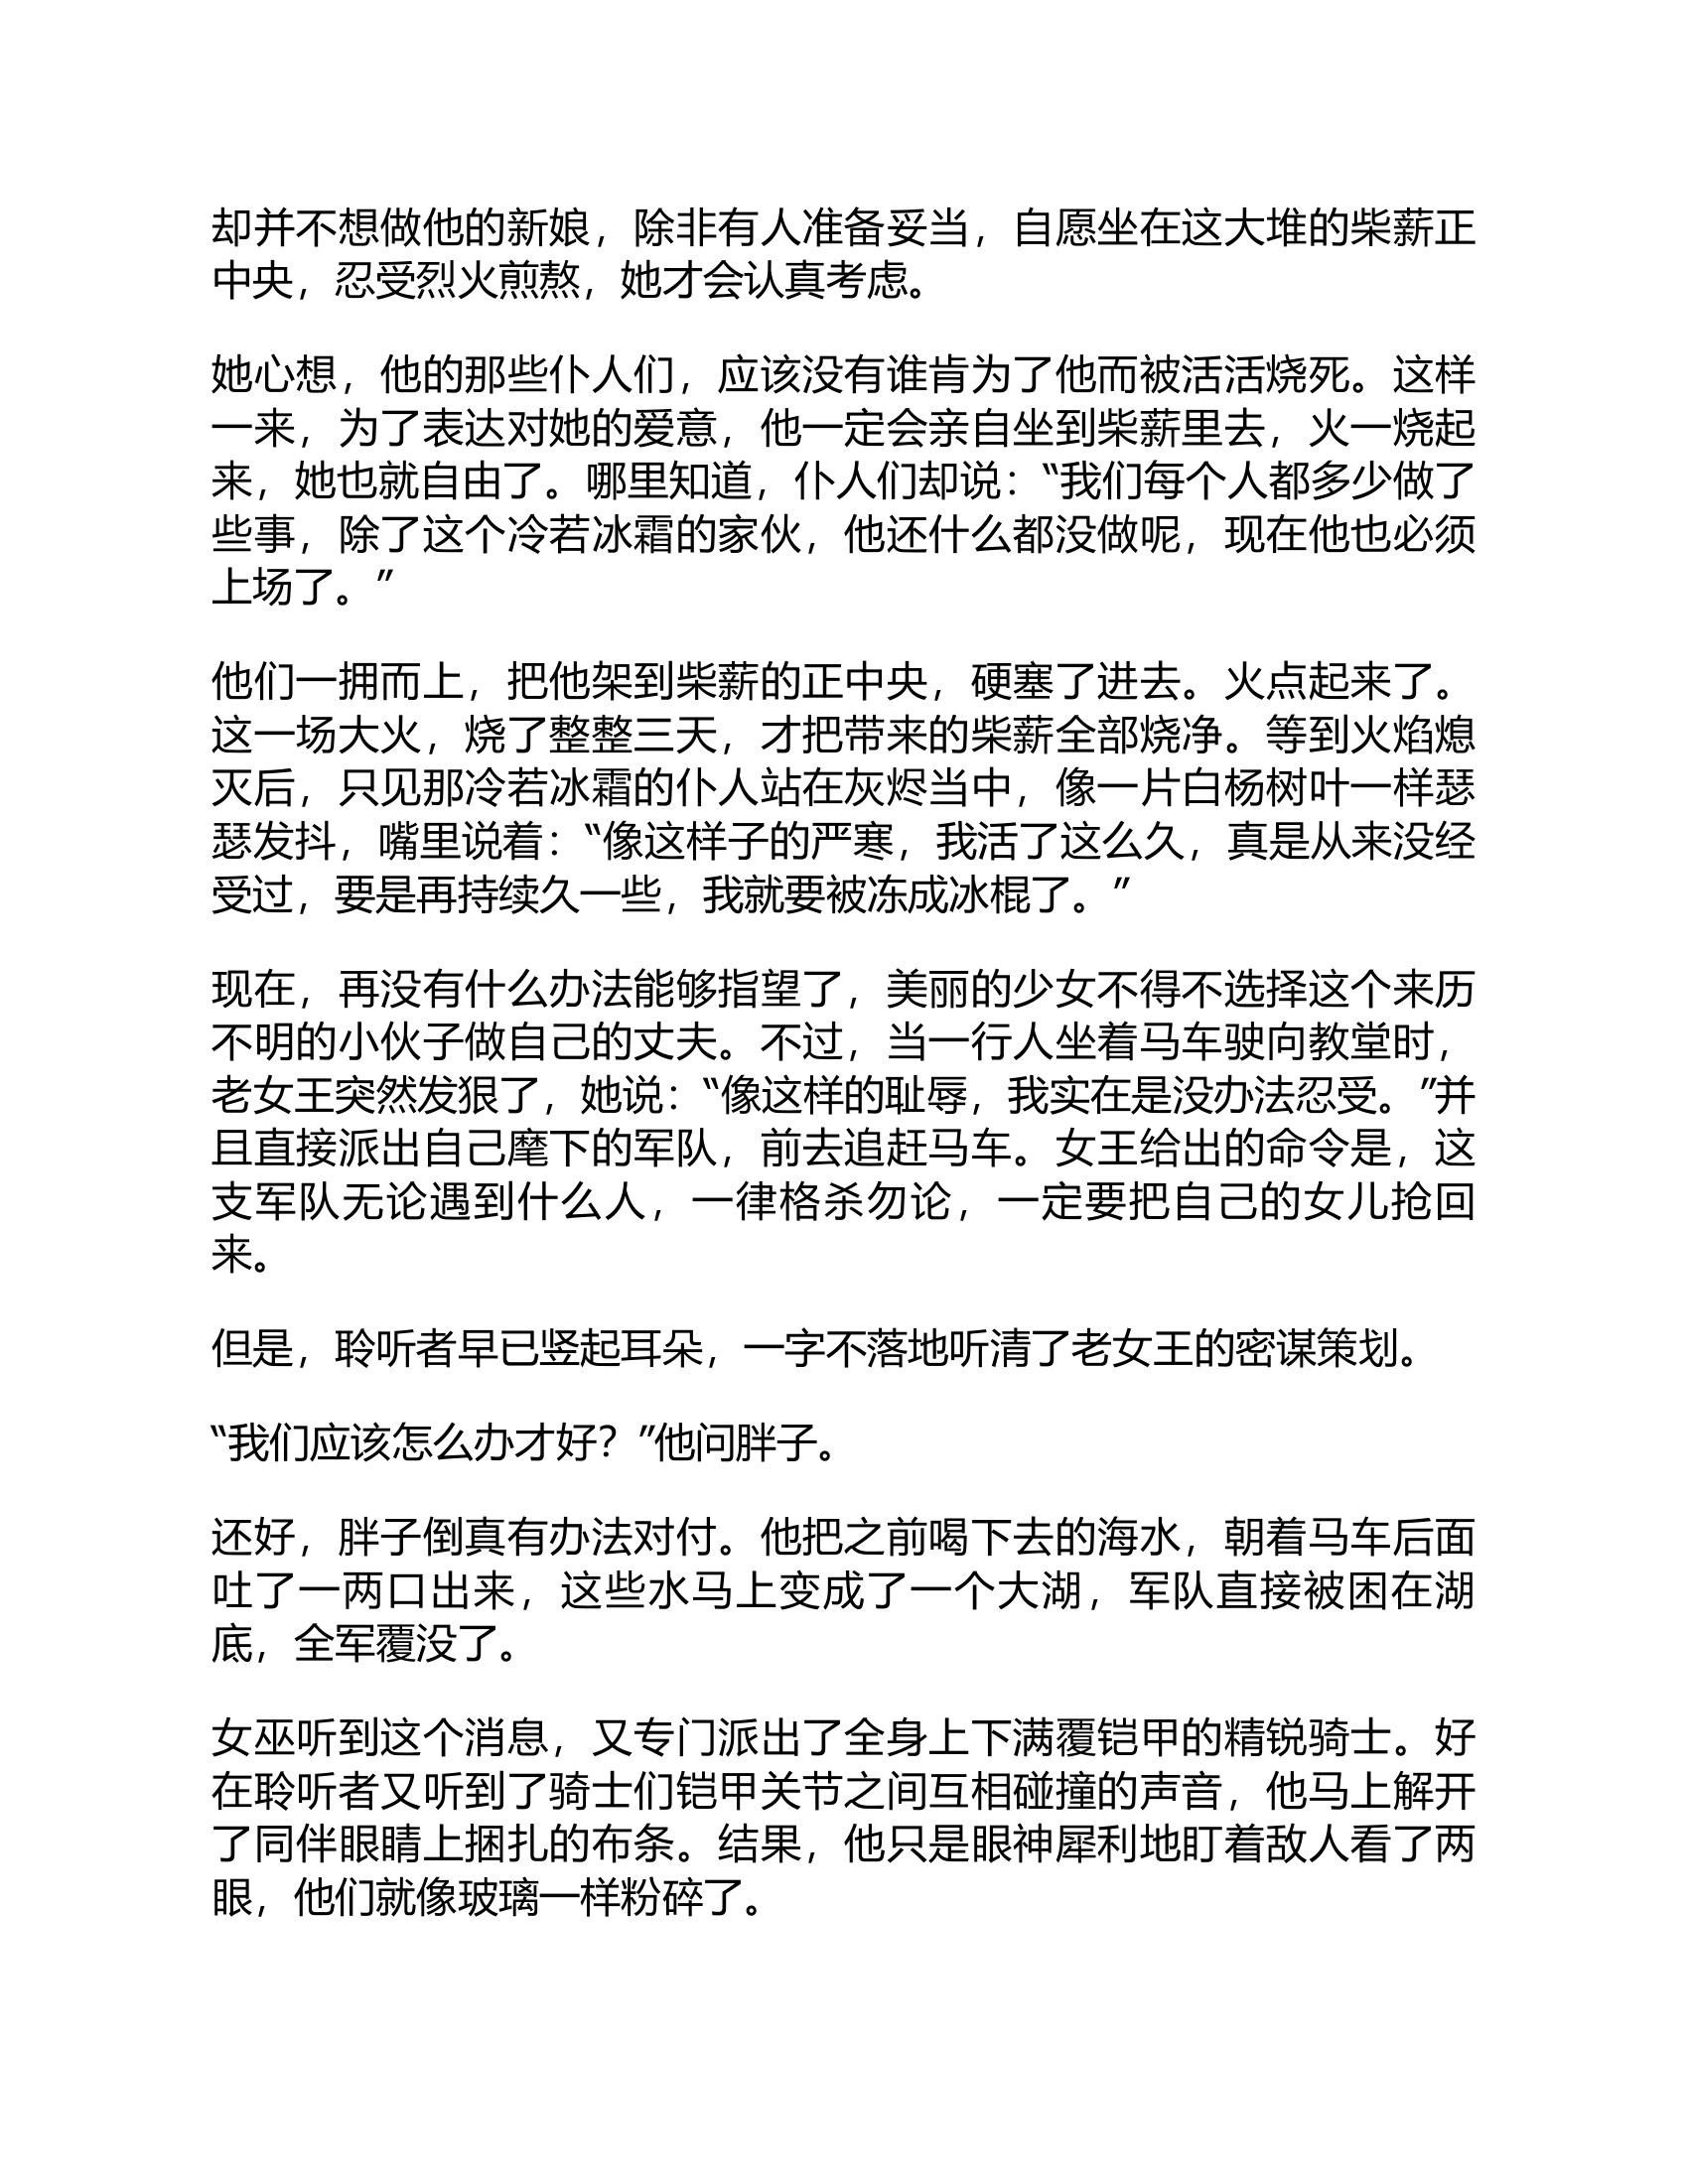 却并不想做他的新娘，除非有人准备妥当，自愿坐在这大堆的柴薪正
中央，忍受烈火煎熬，她才会认真考虑。
她心想，他的那些仆人们，应该没有谁肯为了他而被活活烧死。这样
一来，为了表达对她的爱意，他一定会亲自坐到柴薪里去，火一烧起
来，她也就自由了。哪里知道，仆人们却说：“我们每个人都多少做了
些事，除了这个冷若冰霜的家伙，他还什么都没做呢，现在他也必须
上场了。”
他们一拥而上，把他架到柴薪的正中央，硬塞了进去。火点起来了。
这一场大火，烧了整整三天，才把带来的柴薪全部烧净。等到火焰熄
灭后，只见那冷若冰霜的仆人站在灰烬当中，像一片白杨树叶一样瑟
瑟发抖，嘴里说着：“像这样子的严寒，我活了这么久，真是从来没经
受过，要是再持续久一些，我就要被冻成冰棍了。”
现在，再没有什么办法能够指望了，美丽的少女不得不选择这个来历
不明的小伙子做自己的丈夫。不过，当一行人坐着马车驶向教堂时，
老女王突然发狠了，她说：“像这样的耻辱，我实在是没办法忍受。”并
且直接派出自己麾下的军队，前去追赶马车。女王给出的命令是，这
支军队无论遇到什么人，一律格杀勿论，一定要把自己的女儿抢回
来。
但是，聆听者早已竖起耳朵，一字不落地听清了老女王的密谋策划。
“我们应该怎么办才好？”他问胖子。
还好，胖子倒真有办法对付。他把之前喝下去的海水，朝着马车后面
吐了一两口出来，这些水马上变成了一个大湖，军队直接被困在湖
底，全军覆没了。
女巫听到这个消息，又专门派出了全身上下满覆铠甲的精锐骑士。好
在聆听者又听到了骑士们铠甲关节之间互相碰撞的声音，他马上解开
了同伴眼睛上捆扎的布条。结果，他只是眼神犀利地盯着敌人看了两
眼，他们就像玻璃一样粉碎了。